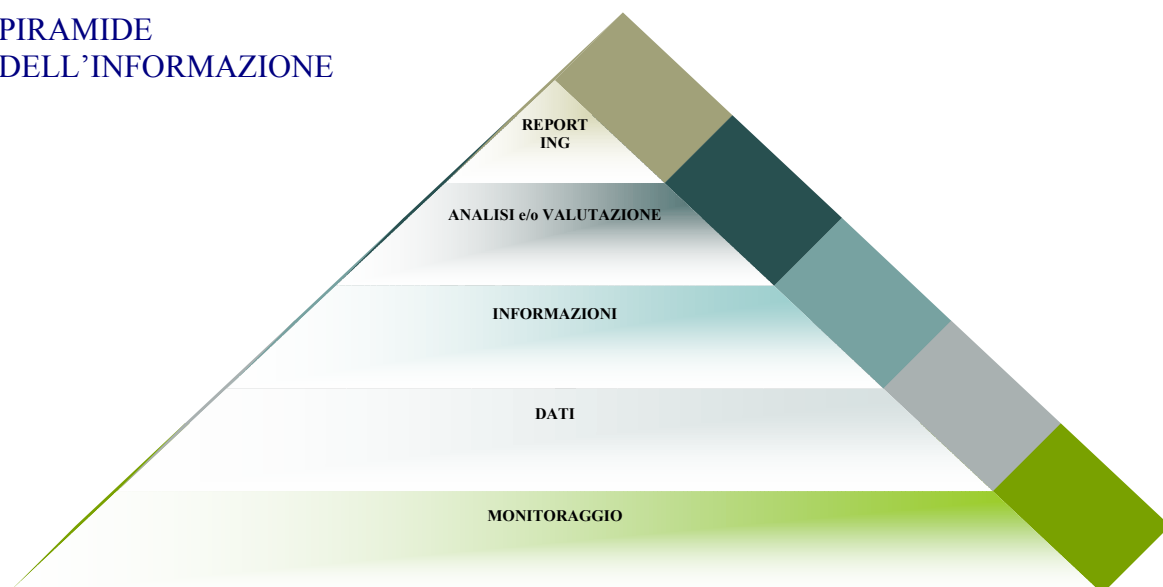 PIRAMIDE
DELL’INFORMAZIONE
REPORT
ING
ANALISI e/o VALUTAZIONE
INFORMAZIONI
DATI
MONITORAGGIO